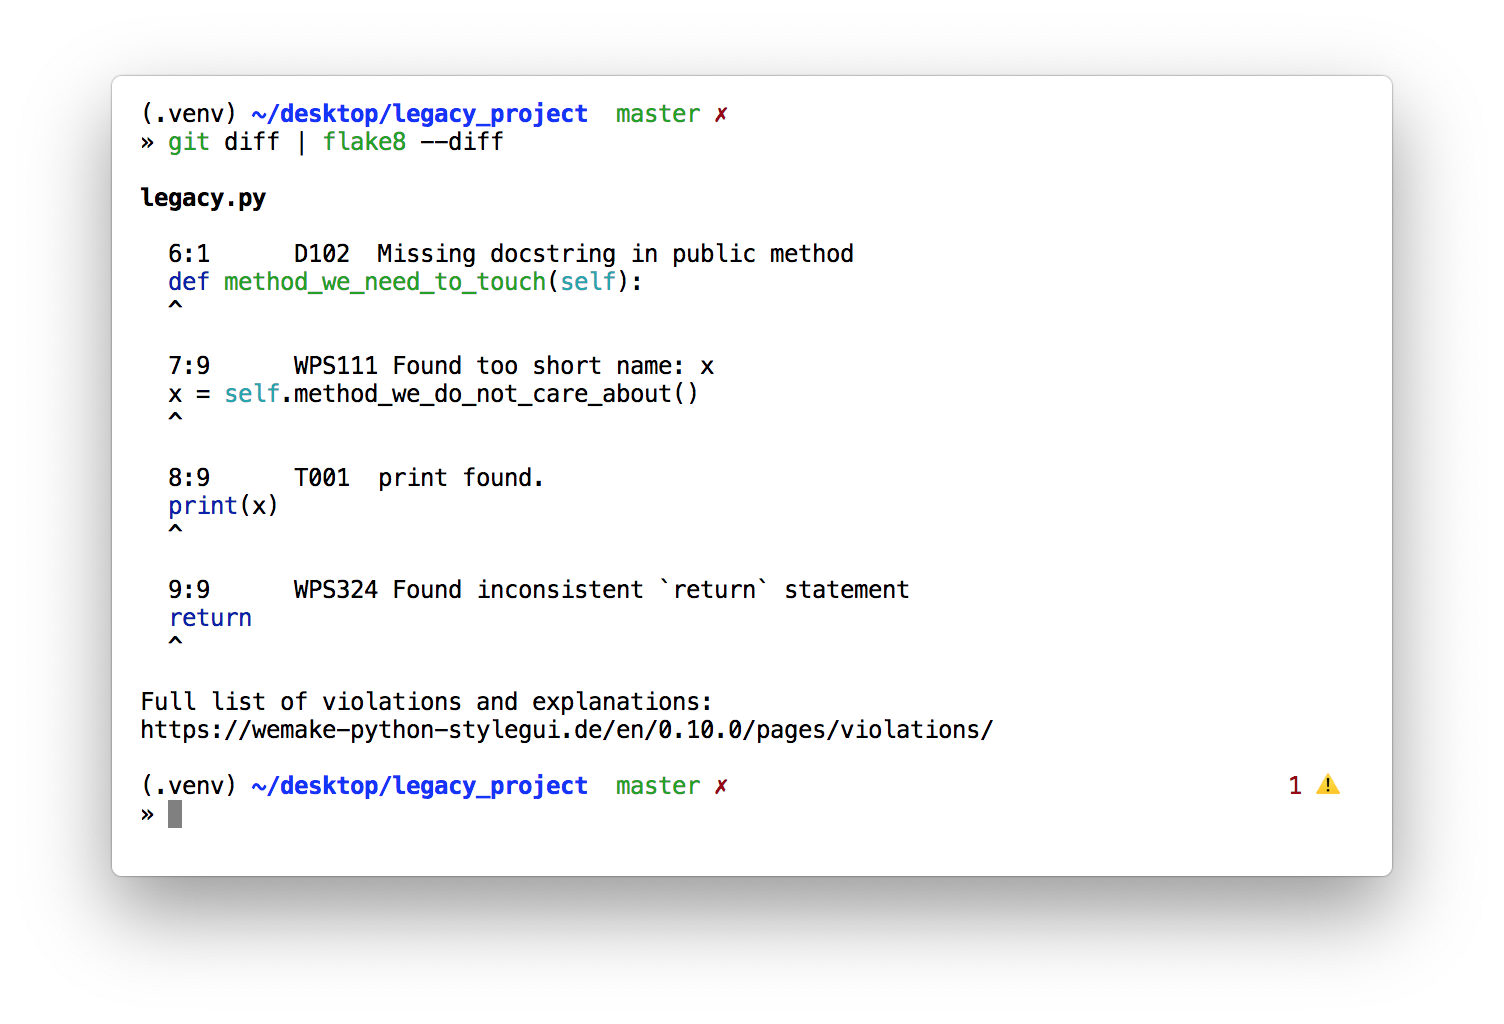 (.venv) ~/desktop/legacy_project  master ✗
» git diff | flake8 --diff
legacy.py
6:1      D102  Missing docstring in public method
def method_we_need_to_touch(self):
^
7:9      WPS111 Found too short name: x
x = self.method_we_do_not_care_about()
^
8:9      T001  print found.
print(x)
^
9:9      WPS324 Found inconsistent `return` statement
return
^
Full list of violations and explanations:
https://wemake-python-stylegui.de/en/0.10.0/pages/violations/
(.venv) ~/desktop/legacy_project  master ✗ 1 ⚠️
»